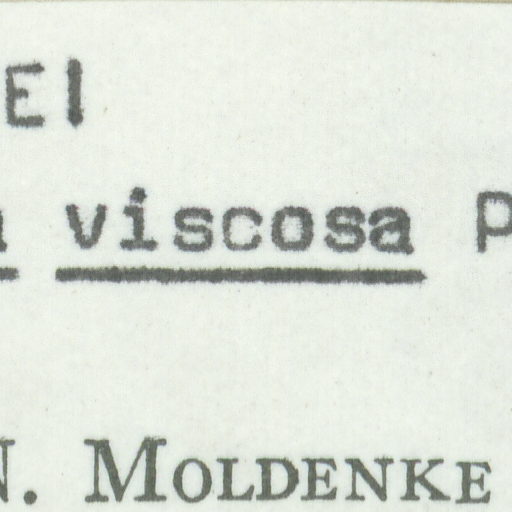 EI
viscosa P
N. MOLDENKE